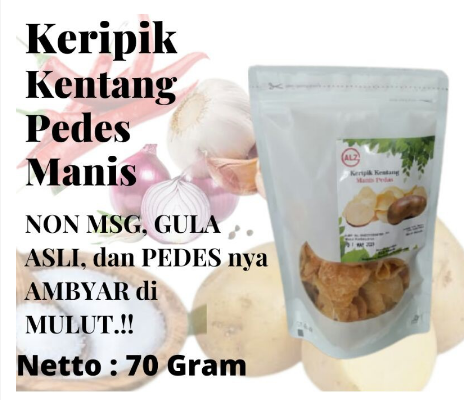 Keripik
Kentang
Pedes
Manis
NON MSG, GULA
ASLI, dan PEDES nya
AMBYAR di
MULUT.!!
Netto : 70 Gram
ALZ
Keripik Kentang
Manis Pedas